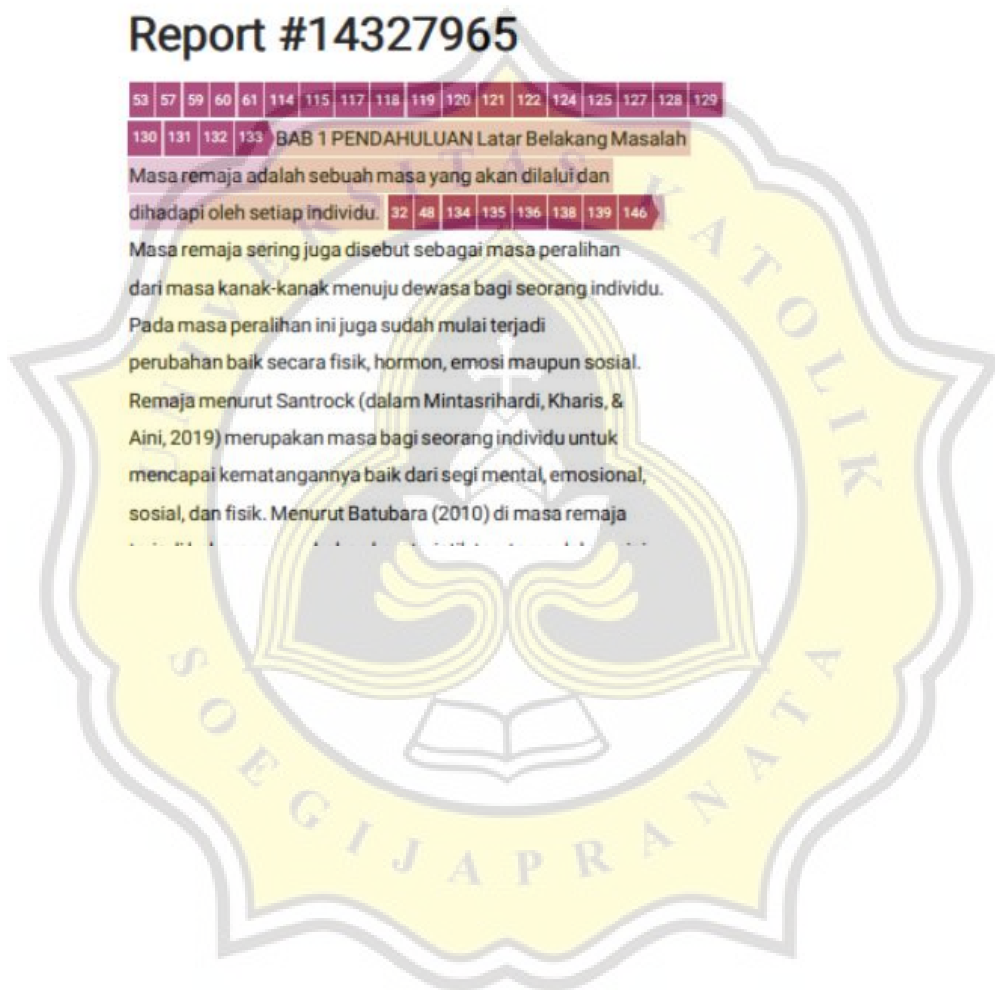 Report #14327965
53 57 59 60 61 114 115 117 118 119 120 121 122 124 125 127 128 129
130 131 132 133 BAB 1 PENDAHULUAN Latar Belakang Masalah
Masa remaja adalah sebuah masa yang akan dilalui dan
dihadapi oleh setiap individu. 32 48 134 135 136 138 139 146
Masa remaja sering juga disebut sebagai masa peralihan
dari masa kanak-kanak menuju dewasa bagi seorang individu.
Pada masa peralihan ini juga sudah mulai terjadi
perubahan baik secara fisik, hormon, emosi maupun sosial.
Remaja menurut Santrock (dalam Mintasrihardi, Kharis, &
Aini, 2019) merupakan masa bagi seorang individu untuk
mencapai kematangannya baik dari segi mental, emosional,
sosial, dan fisik. Menurut Batubara (2010) di masa remaja
UNIVERSITAS KATOLIK
SOEGIJAPRANATA